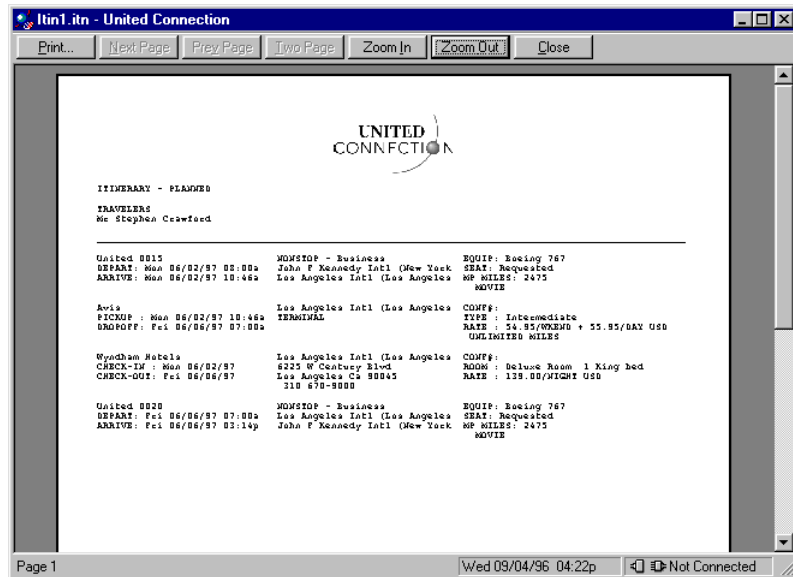 Itin1.itn - United Connection
Print... Next Page Prev Page Two Page Zoom In Zoom Out Close
UNITED
CONNECTION
ITINERARY - PLANNED
TRAVELERS
Mr Stephen Crawford
United 0015 NONSTOP - Business EQUIP: Boeing 767
DEPART: Mon 06/02/97 08:00a John F Kennedy Intl (New York SEAT: Requested
ARRIVE: Mon 06/02/97 10:46a Los Angeles Intl (Los Angeles MP MILES: 2475
MOVIE
Avis Los Angeles Intl (Los Angeles CONF#:
PICKUP : Mon 06/02/97 10:46a TERMINAL TYPE : Intermediate
DROPOFF: Fri 06/06/97 07:00a RATE : 54.95/WKEND + 55.95/DAY USD
UNLIMITED MILES
Wyndham Hotels Los Angeles Intl (Los Angeles CONF#:
CHECK-IN : Mon 06/02/97 6225 W Century Blvd ROOM : Deluxe Room 1 King bed
CHECK-OUT: Fri 06/06/97 Los Angeles Ca 90045 RATE : 139.00/NIGHT USD
310 670-9000
United 0020 NONSTOP - Business EQUIP: Boeing 767
DEPART: Fri 06/06/97 07:00a Los Angeles Intl (Los Angeles SEAT: Requested
ARRIVE: Fri 06/06/97 03:14p John F Kennedy Intl (New York MP MILES: 2475
MOVIE
Page 1 Wed 09/04/96 04:22p Not Connected